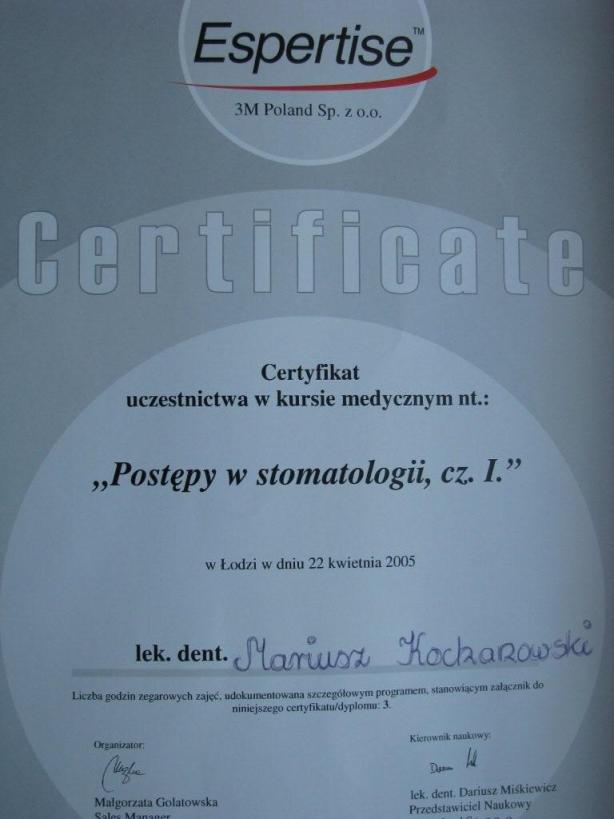 Espertise™
3M Poland Sp. z o.o.
Certificate
Certyfikat
uczestnictwa w kursie medycznym nt.:
„Postępy w stomatologii, cz. I.”
w Łodzi w dniu 22 kwietnia 2005
lek. dent. Mariusz
Liczba godzin zegarowych zajęć, udokumentowana szczegółowym programem, stanowiącym załącznik do
niniejszego certyfikatu/dyplomu: 3.
Organizator:
Kierownik naukowy:
Małgorzata Golatowska
Sales Manager
lek. dent. Dariusz Miśkiewicz
Przedstawiciel Naukowy